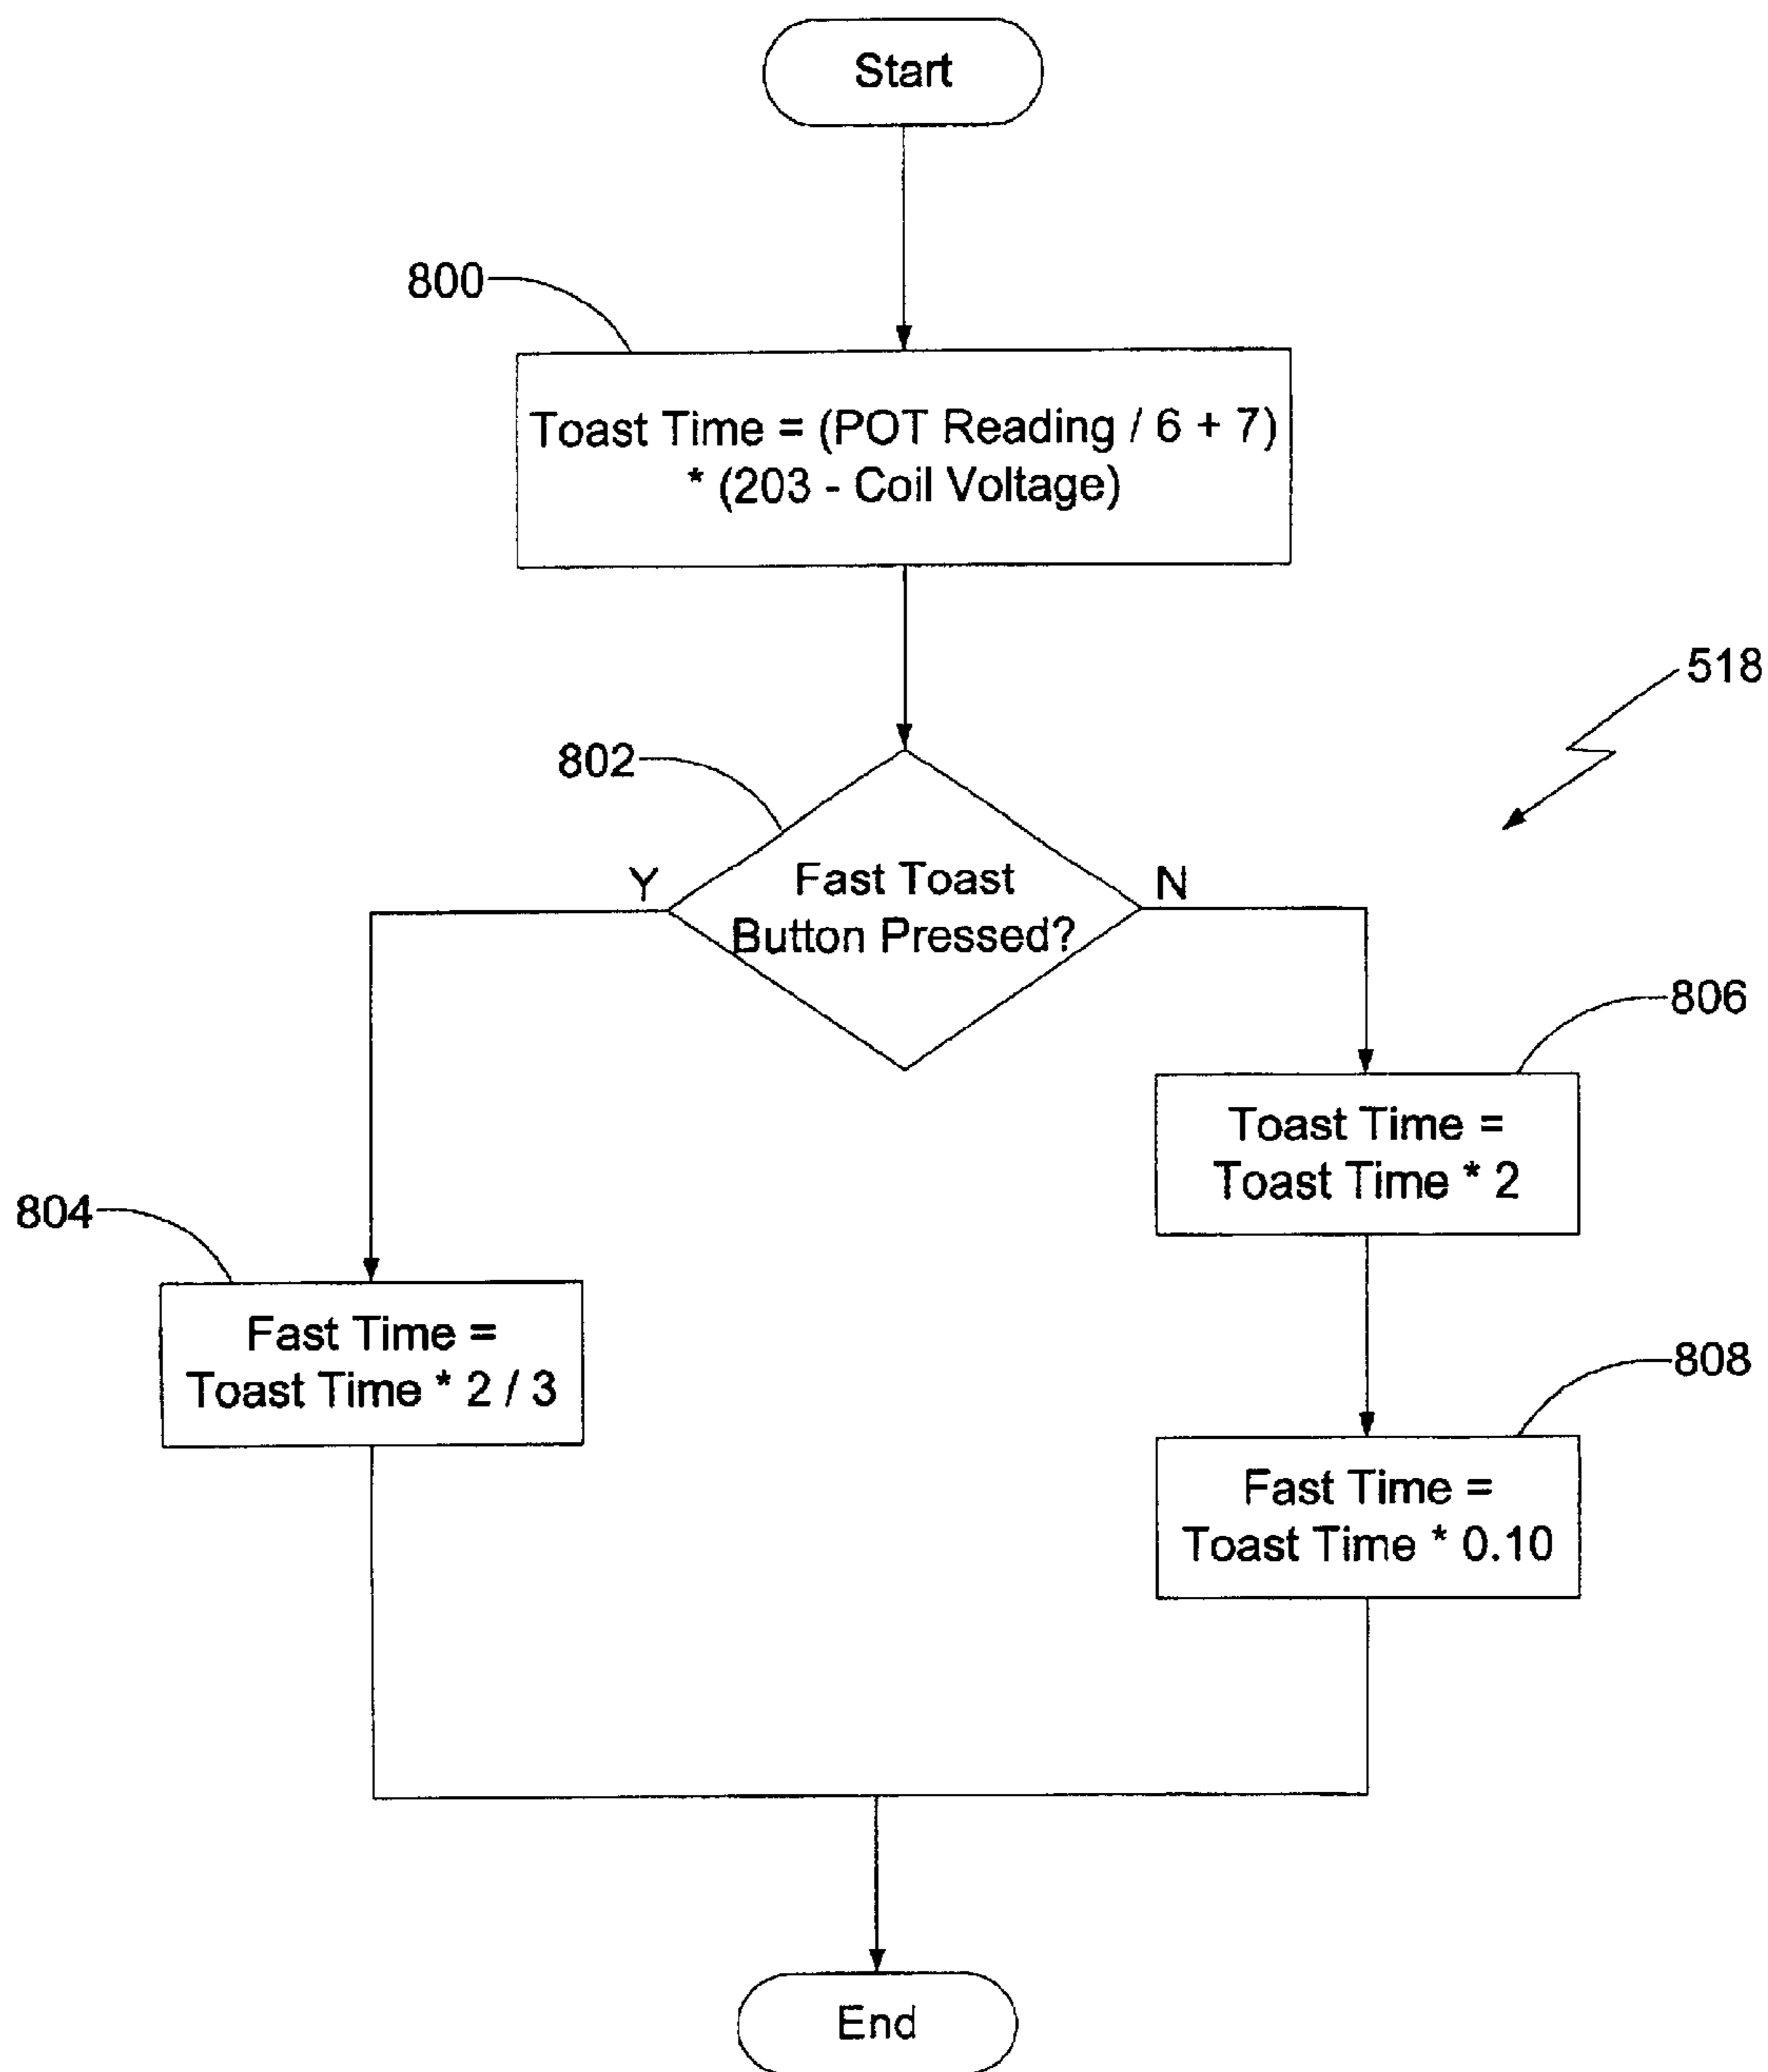 Start
800
Toast Time = (POT Reading / 6 + 7)
* (203 - Coil Voltage)
518
802
Y
Fast Toast
Button Pressed?
N
806
Toast Time =
Toast Time * 2
804
Fast Time =
Toast Time * 2 / 3
808
Fast Time =
Toast Time * 0.10
End